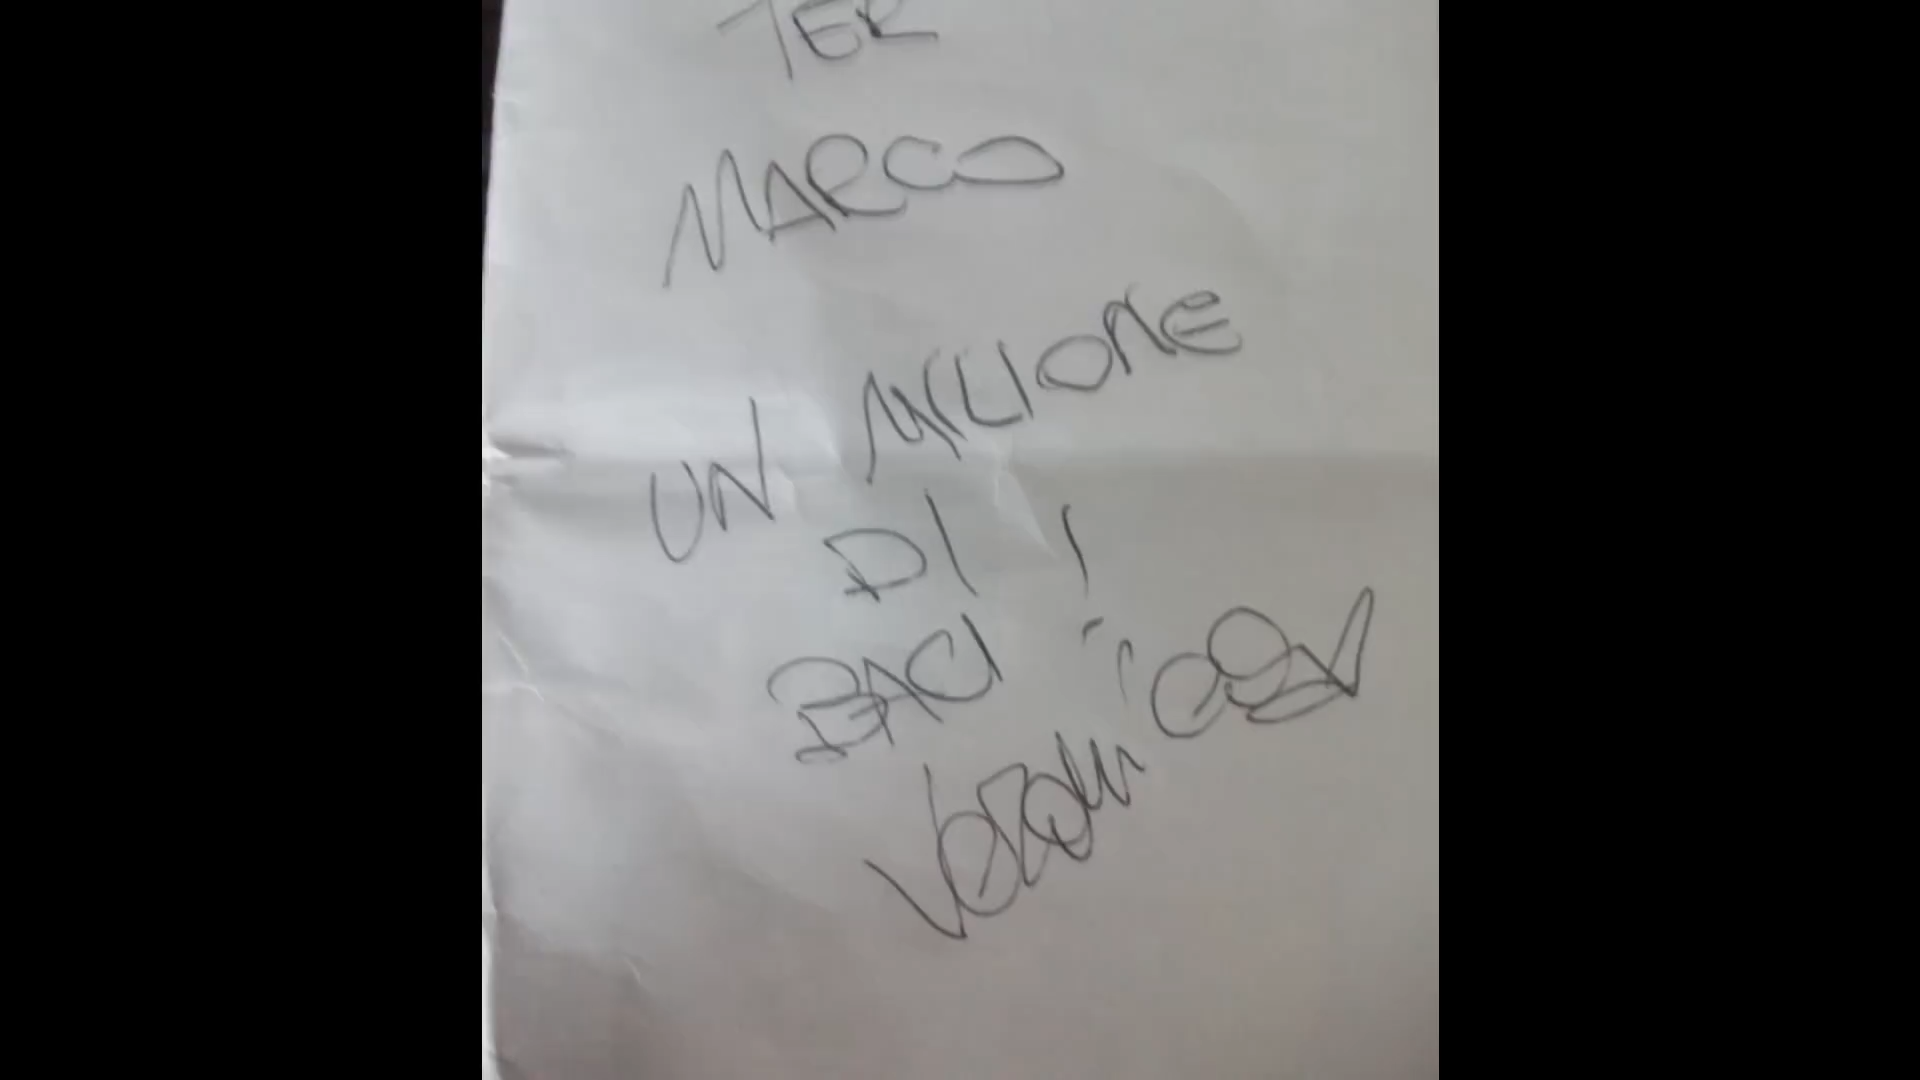 PER
MARCO
UN MILIONE
DI
BACI !
Veronica